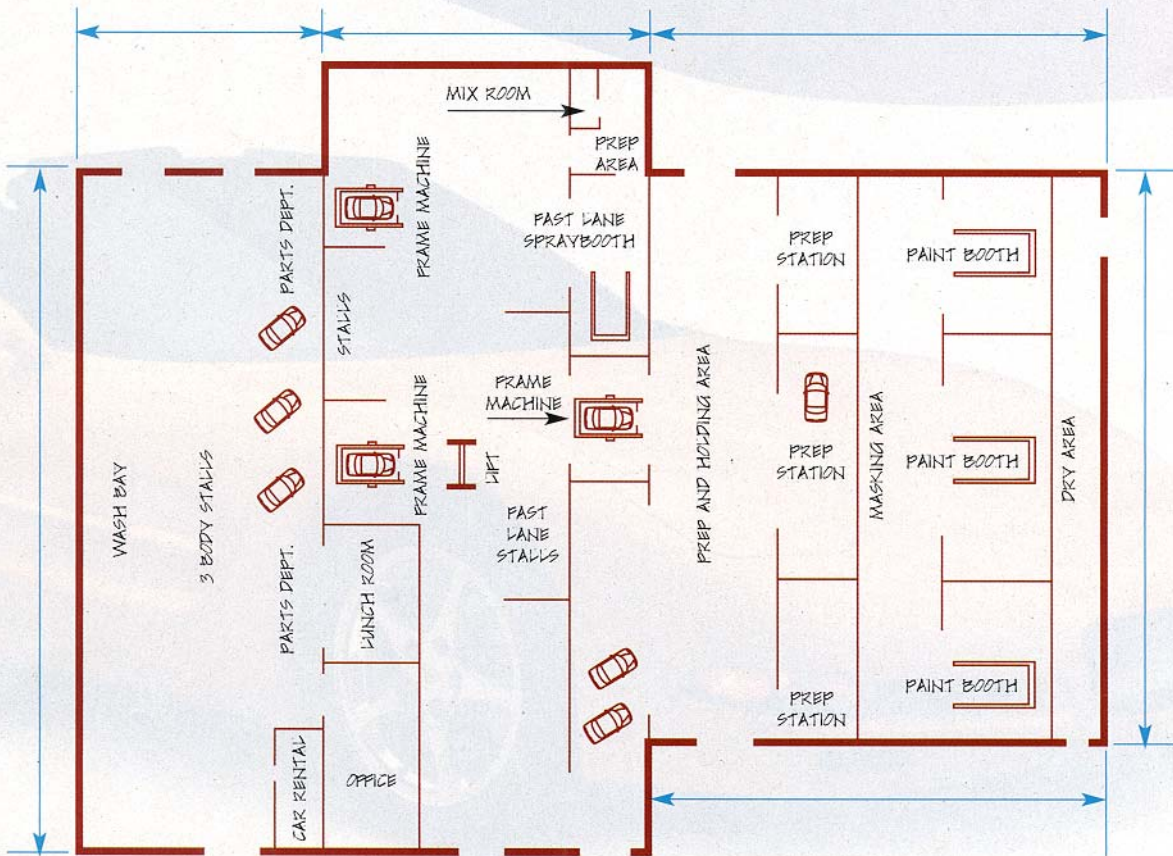 MIX ROOM
PREP
AREA
FRAME MACHINE
PARTS DEPT.
FAST LANE
SPRAYBOOTH
PREP
STATION
PAINT BOOTH
STALLS
FRAME
MACHINE
FRAME MACHINE
LIFT
PREP AND HOLDING AREA
PREP
STATION
MASKING AREA
PAINT BOOTH
DRY AREA
WASH BAY
3 BODY STALLS
FAST
LANE
STALLS
PARTS DEPT.
LUNCH ROOM
PREP
STATION
PAINT BOOTH
CAR RENTAL
OFFICE